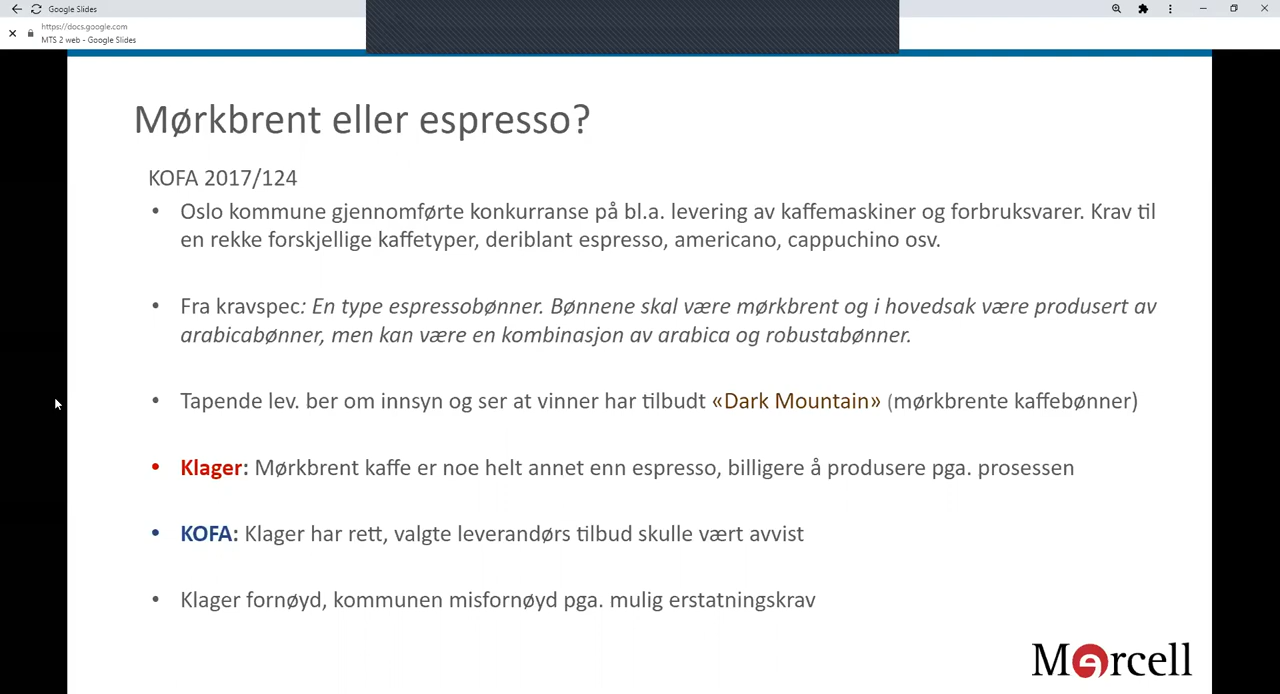 Google Slides
https://docs.google.com
MTS 2 web - Google Slides
Mørkbrent eller espresso?
KOFA 2017/124
• Oslo kommune gjennomførte konkurranse på bl.a. levering av kaffemaskiner og forbruksvarer. Krav til
en rekke forskjellige kaffetyper, deriblant espresso, americano, cappuchino osv.
• Fra kravspec: En type espressobønner. Bønnene skal være mørkbrent og i hovedsak være produsert av
arabicabønner, men kan være en kombinasjon av arabica og robustabønner.
• Tapende lev. ber om innsyn og ser at vinner har tilbudt «Dark Mountain» (mørkbrente kaffebønner)
• Klager: Mørkbrent kaffe er noe helt annet enn espresso, billigere å produsere pga. prosessen
• KOFA: Klager har rett, valgte leverandørs tilbud skulle vært avvist
• Klager fornøyd, kommunen misfornøyd pga. mulig erstatningskrav
Mercell